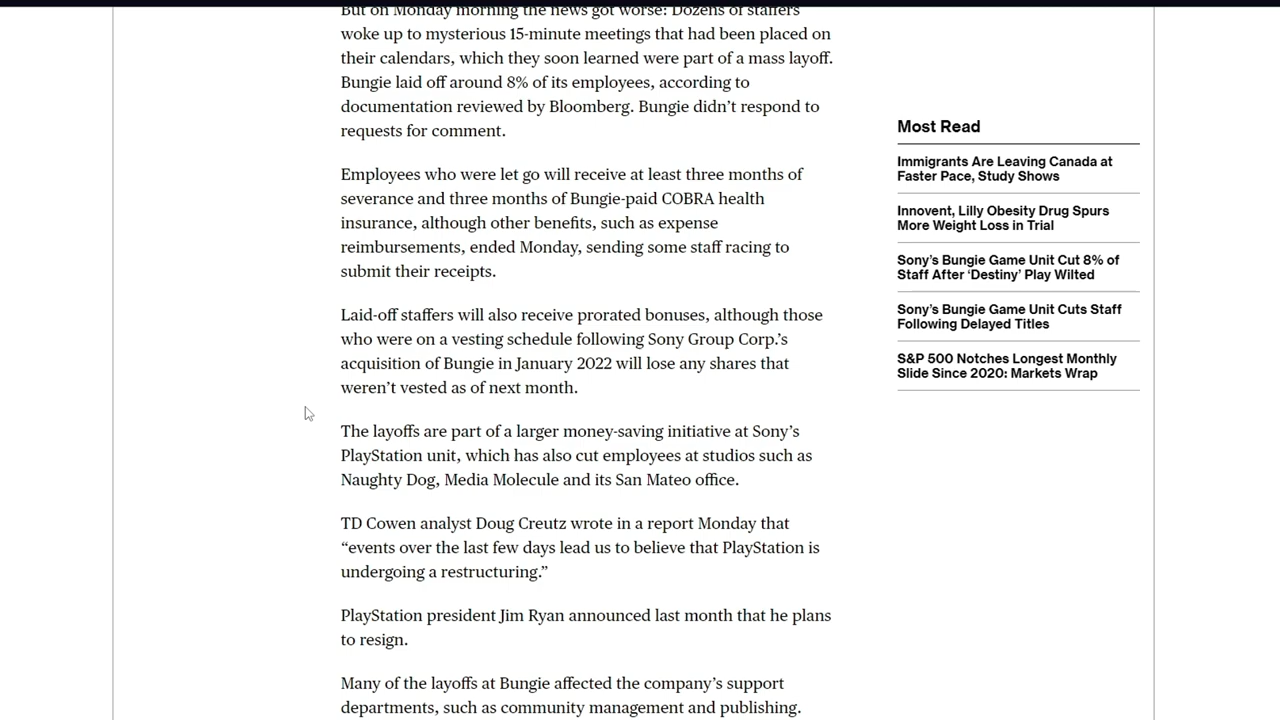 But on Monday morning the news got worse: Dozens of staffers
woke up to mysterious 15-minute meetings that had been placed on
their calendars, which they soon learned were part of a mass layoff.
Bungie laid off around 8% of its employees, according to
documentation reviewed by Bloomberg. Bungie didn’t respond to
requests for comment.
Employees who were let go will receive at least three months of
severance and three months of Bungie-paid COBRA health
insurance, although other benefits, such as expense
reimbursements, ended Monday, sending some staff racing to
submit their receipts.
Laid-off staffers will also receive prorated bonuses, although those
who were on a vesting schedule following Sony Group Corp.’s
acquisition of Bungie in January 2022 will lose any shares that
weren’t vested as of next month.
The layoffs are part of a larger money-saving initiative at Sony’s
PlayStation unit, which has also cut employees at studios such as
Naughty Dog, Media Molecule and its San Mateo office.
TD Cowen analyst Doug Creutz wrote in a report Monday that
“events over the last few days lead us to believe that PlayStation is
undergoing a restructuring.”
PlayStation president Jim Ryan announced last month that he plans
to resign.
Many of the layoffs at Bungie affected the company’s support
departments, such as community management and publishing.
Most Read
Immigrants Are Leaving Canada at
Faster Pace, Study Shows
Innovent, Lilly Obesity Drug Spurs
More Weight Loss in Trial
Sony’s Bungie Game Unit Cut 8% of
Staff After ‘Destiny’ Play Wilted
Sony’s Bungie Game Unit Cuts Staff
Following Delayed Titles
S&P 500 Notches Longest Monthly
Slide Since 2020: Markets Wrap